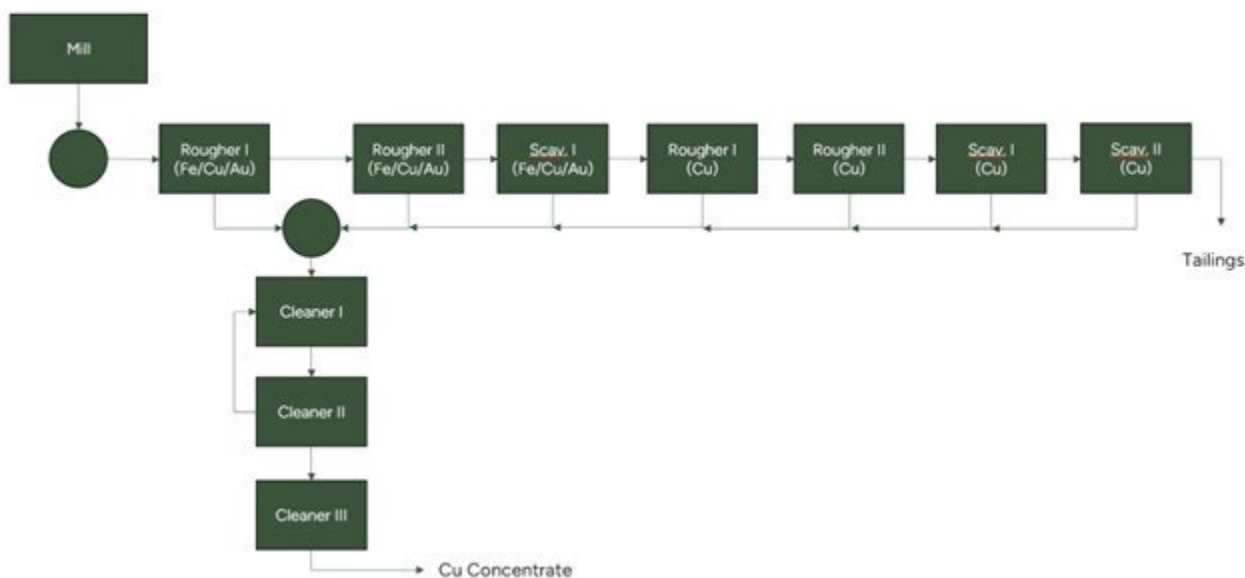 Mill
Rougher I
(Fe/Cu/Au)
Rougher II
(Fe/Cu/Au)
Scav. I
(Fe/Cu/Au)
Rougher I
(Cu)
Rougher II
(Cu)
Scav. I
(Cu)
Scav. II
(Cu)
Tailings
Cleaner I
Cleaner II
Cleaner III
Cu Concentrate